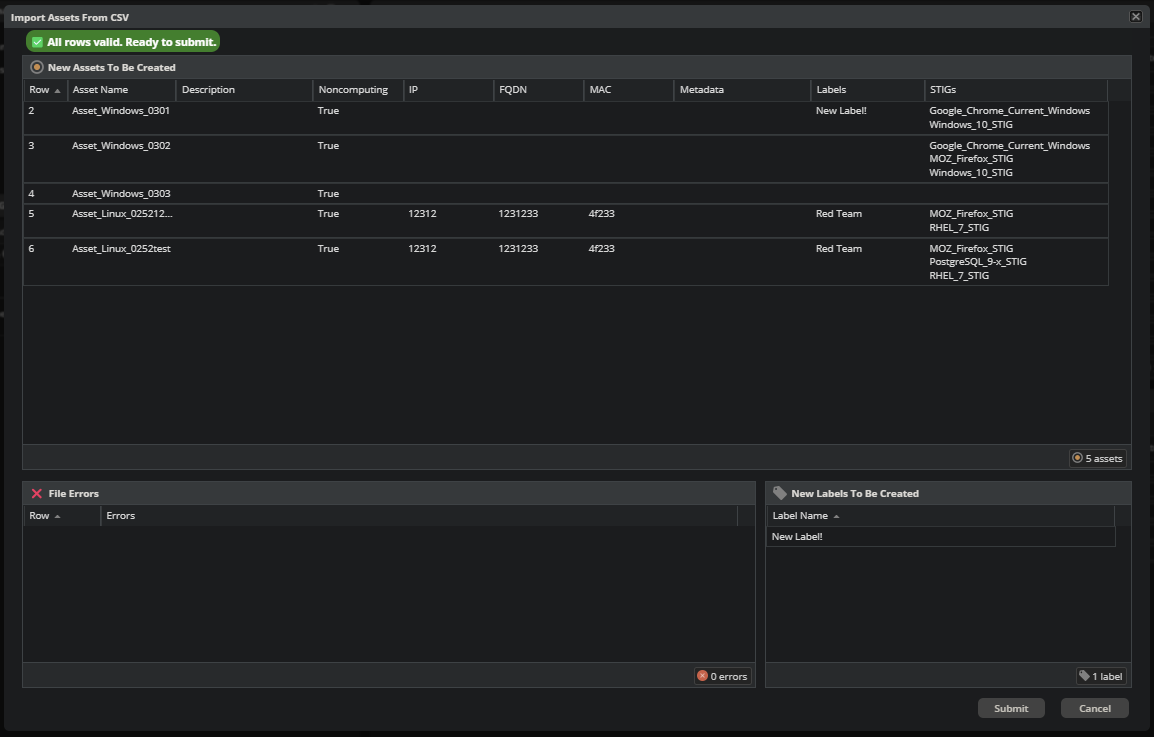 Import Assets From CSV
All rows valid. Ready to submit.
New Assets To Be Created
Row Asset Name Description Noncomputing IP FQDN MAC Metadata Labels STIGs
2 Asset_Windows_0301 True New Label! Google_Chrome_Current_Windows
Windows_10_STIG
3 Asset_Windows_0302 True Google_Chrome_Current_Windows
MOZ_Firefox_STIG
Windows_10_STIG
4 Asset_Windows_0303 True
5 Asset_Linux_025212... True 12312 1231233 4f233 Red Team MOZ_Firefox_STIG
RHEL_7_STIG
6 Asset_Linux_0252test True 12312 1231233 4f233 Red Team MOZ_Firefox_STIG
PostgreSQL_9-x_STIG
RHEL_7_STIG
5 assets
File Errors
Row Errors
0 errors
New Labels To Be Created
Label Name
New Label!
1 label
Submit Cancel